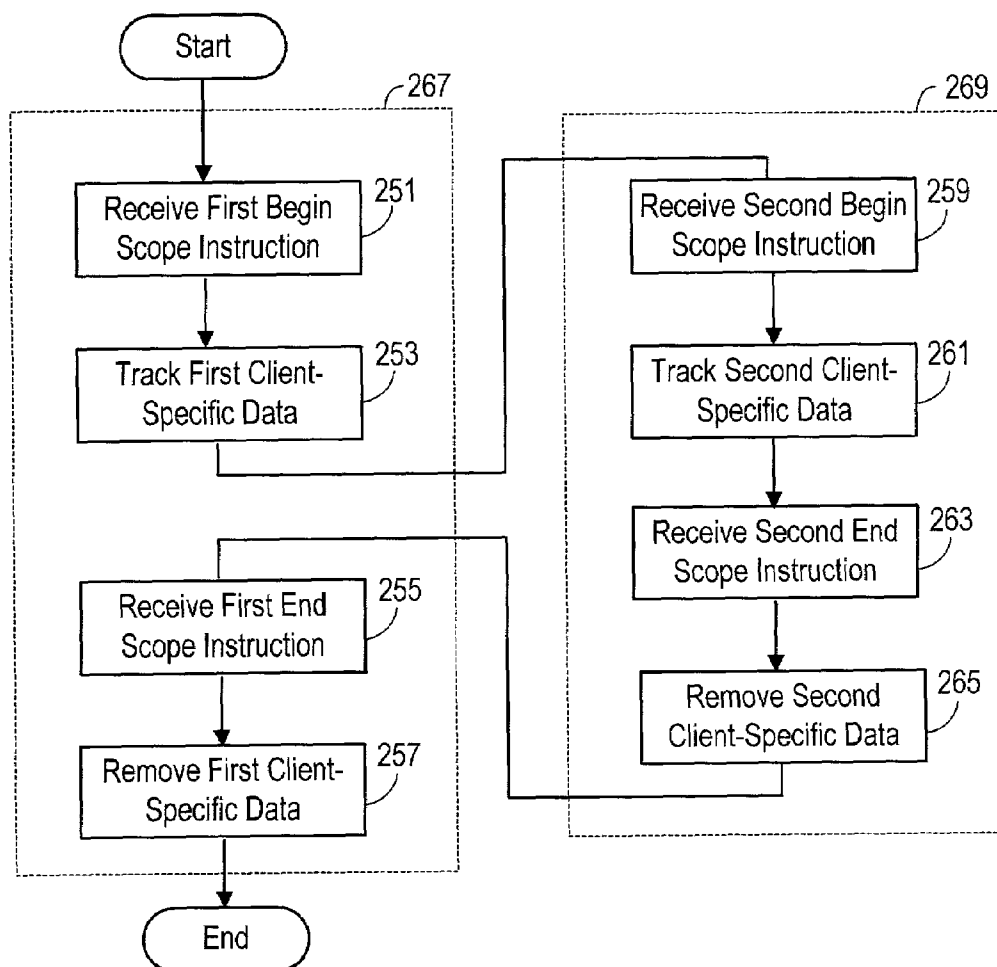 Start
267
Receive First Begin
Scope Instruction
251
Track First Client-
Specific Data
253
269
Receive Second Begin
Scope Instruction
259
Track Second Client-
Specific Data
261
Receive Second End
Scope Instruction
263
Remove Second
Client-Specific Data
265
Receive First End
Scope Instruction
255
Remove First Client-
Specific Data
257
End